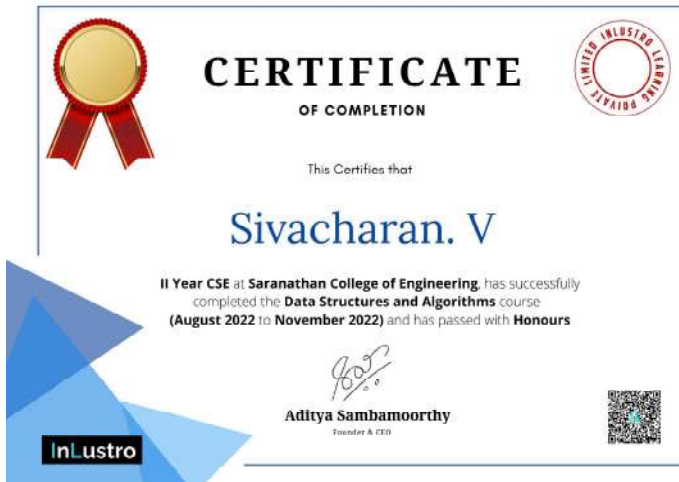 CERTIFICATE
OF COMPLETION
INLUSTRO LEARNING PRIVATE LIMITED
This Certifies that
Sivacharan. V
II Year CSE at Saranathan College of Engineering, has successfully
completed the Data Structures and Algorithms course
(August 2022 to November 2022) and has passed with Honours
Aditya Sambamoorthy
Founder & CEO
InLustro